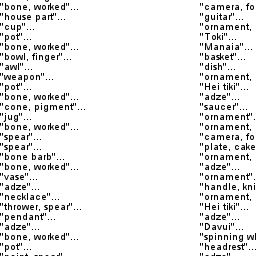 "bone, worked"... "camera, fo
"house part"... "guitar"...
"cup"... "ornament,
"pot"... "Toki"...
"bone, worked"... "Manaia"...
"bowl, finger"... "basket"...
"awl"... "dish"...
"weapon"... "ornament,
"pot"... "Hei tiki"...
"bone, worked"... "adze"...
"cone, pigment"... "saucer"...
"jug"... "ornament"..
"bone, worked"... "ornament,
"spear"... "camera, fo
"spear"... "plate, cake
"bone barb"... "ornament,
"bone, worked"... "adze"...
"vase"... "ornament"..
"adze"... "handle, kni
"necklace"... "ornament,
"thrower, spear"... "Hei tiki"...
"pendant"... "adze"...
"adze"... "Davui"...
"bone, worked"... "spinning wh
"pot"... "headrest"...